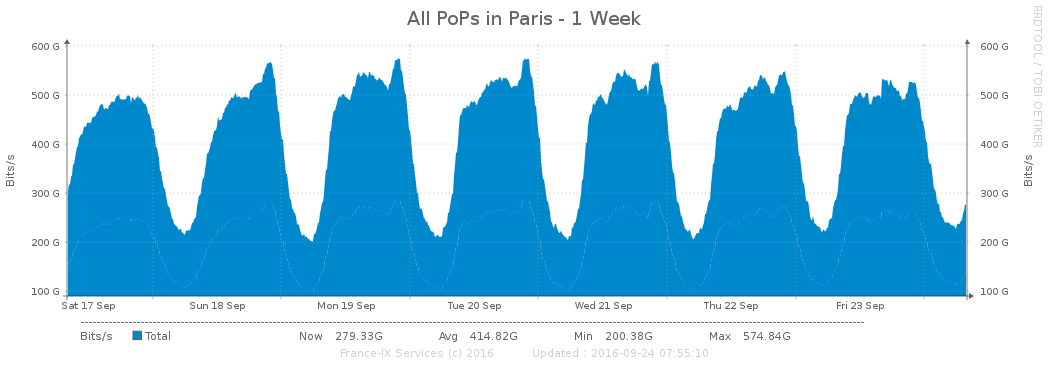 All PoPs in Paris - 1 Week
RRDTOOL / TOBI OETIKER
Bits/s
600 G
500 G
400 G
300 G
200 G
100 G
600 G
500 G
400 G
300 G
200 G
100 G
Bits/s
Sat 17 Sep Sun 18 Sep Mon 19 Sep Tue 20 Sep Wed 21 Sep Thu 22 Sep Fri 23 Sep
Bits/s Total Now 279.33G Avg 414.82G Min 200.38G Max 574.84G
France-IX Services (c) 2016 Updated : 2016-09-24 07:55:10